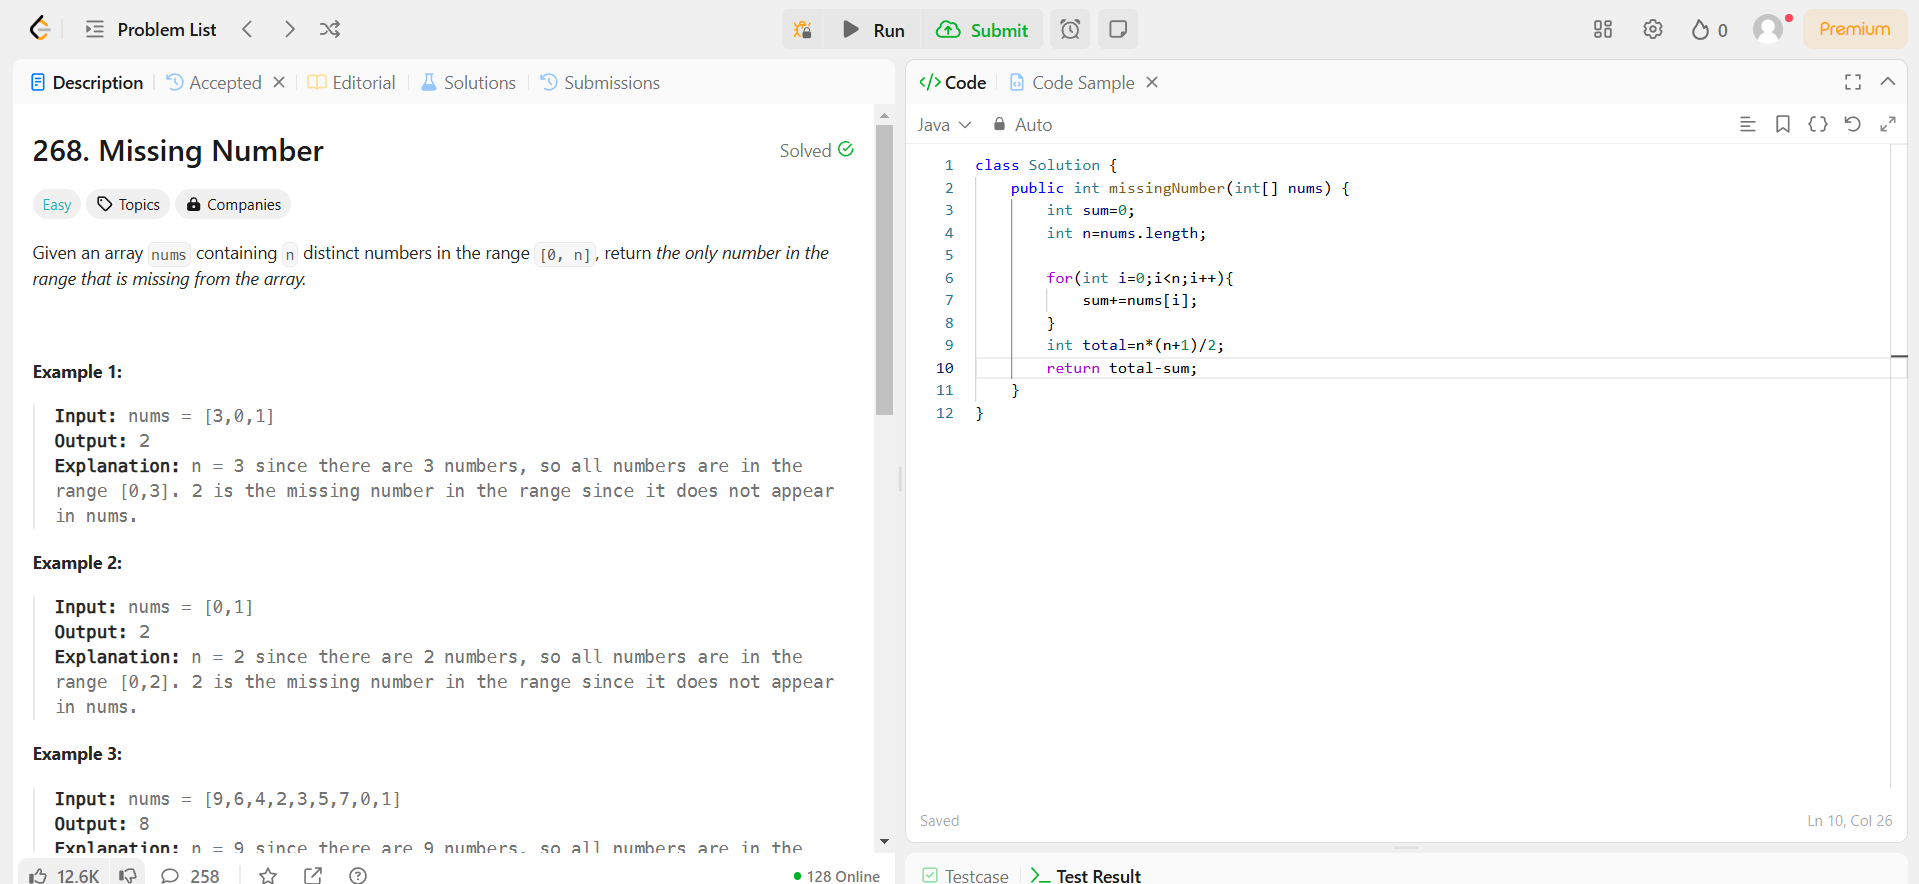 Problem List
Run
Submit
0
Premium
Description
Accepted
Editorial
Solutions
Submissions
268. Missing Number
Solved
Easy
Topics
Companies
Given an array nums containing n distinct numbers in the range [0, n], return the only number in the
range that is missing from the array.
Example 1:
Input: nums = [3,0,1]
Output: 2
Explanation: n = 3 since there are 3 numbers, so all numbers are in the
range [0,3]. 2 is the missing number in the range since it does not appear
in nums.
Example 2:
Input: nums = [0,1]
Output: 2
Explanation: n = 2 since there are 2 numbers, so all numbers are in the
range [0,2]. 2 is the missing number in the range since it does not appear
in nums.
Example 3:
Input: nums = [9,6,4,2,3,5,7,0,1]
Output: 8
Explanation: n = 9 since there are 9 numbers, so all numbers are in the
12.6K
258
128 Online
</> Code
Code Sample
Java
Auto
1 class Solution {
2     public int missingNumber(int[] nums) {
3         int sum=0;
4         int n=nums.length;
5
6         for(int i=0;i<n;i++){
7             sum+=nums[i];
8         }
9         int total=n*(n+1)/2;
10         return total-sum;
11     }
12 }
Saved
Ln 10, Col 26
Testcase
Test Result